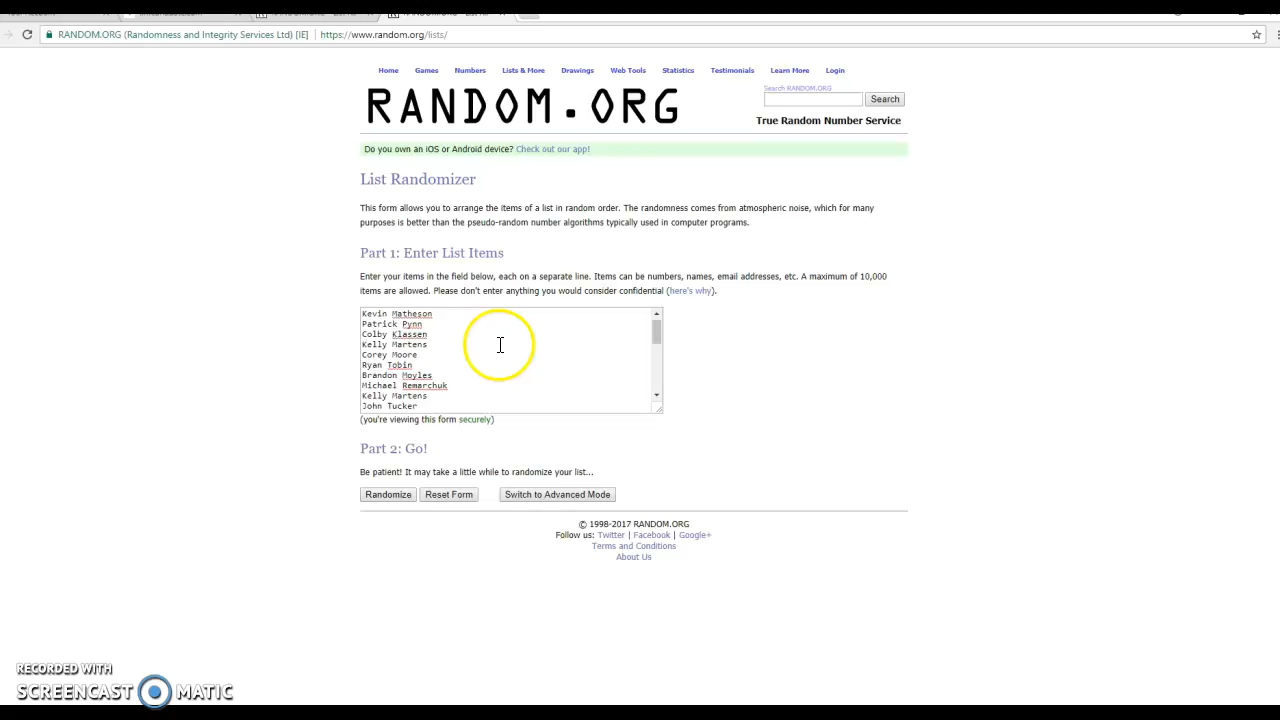 RANDOM.ORG (Randomness and Integrity Services Ltd) [IE] https://www.random.org/lists/
Home Games Numbers Lists & More Drawings Web Tools Statistics Testimonials Learn More Login
RANDOM.ORG
Search RANDOM.ORG
Search
True Random Number Service
Do you own an iOS or Android device? Check out our app!
List Randomizer
This form allows you to arrange the items of a list in random order. The randomness comes from atmospheric noise, which for many
purposes is better than the pseudo-random number algorithms typically used in computer programs.
Part 1: Enter List Items
Enter your items in the field below, each on a separate line. Items can be numbers, names, email addresses, etc. A maximum of 10,000
items are allowed. Please don't enter anything you would consider confidential (here's why).
Kevin Matheson
Patrick Pynn
Colby Klassen
Kelly Martens
Corey Moore
Ryan Tobin
Brandon Moyles
Michael Remarchuk
Kelly Martens
John Tucker
(you're viewing this form securely)
Part 2: Go!
Be patient! It may take a little while to randomize your list...
Randomize Reset Form Switch to Advanced Mode
© 1998-2017 RANDOM.ORG
Follow us: Twitter | Facebook | Google+
Terms and Conditions
About Us
RECORDED WITH
SCREENCAST MATIC